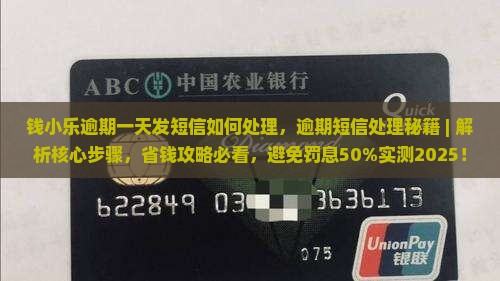 ABC 中国农业银行
Quick
钱小乐逾期一天发短信如何处理，逾期短信处理秘籍 | 解
析核心步骤，省钱攻略必看，避免罚息50%实测2025！
622849 03 3636173
075
UnionPay
银联